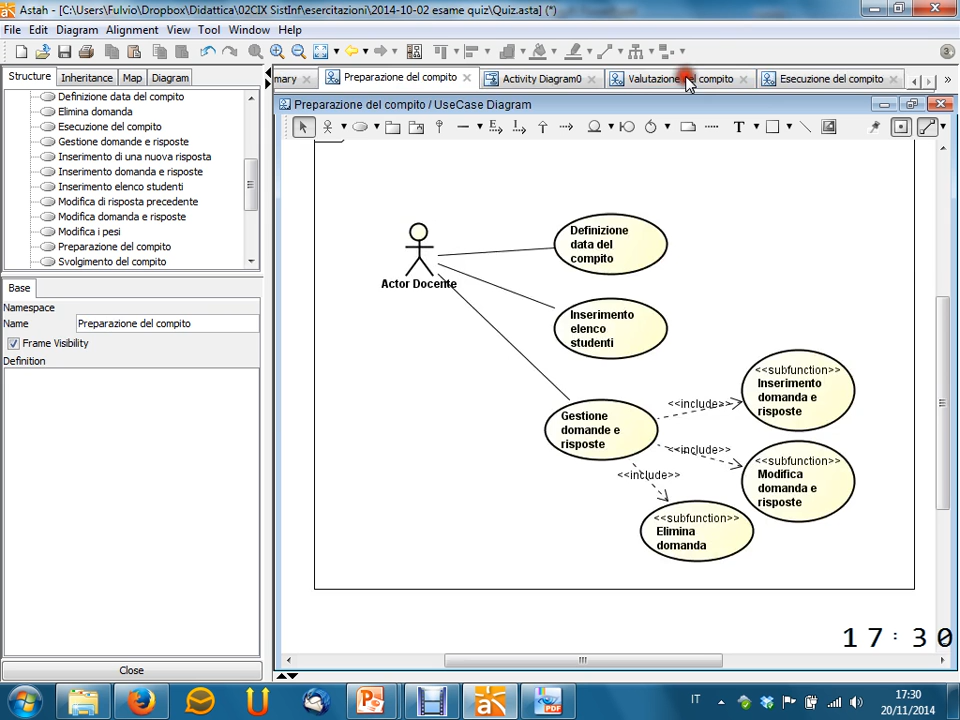 Astah - [C:\Users\Fulvio\Dropbox\Didattica\02CIX SistInf\esercitazioni\2014-10-02 esame quiz\Quiz.asta] (*)
File Edit Diagram Alignment View Tool Window Help
3
Structure Inheritance Map Diagram
mary Preparazione del compito Activity Diagram0 Valutazione del compito Esecuzione del compito
Preparazione del compito / UseCase Diagram
T
Definizione data del compito
Elimina domanda
Esecuzione del compito
Gestione domande e risposte
Inserimento di una nuova risposta
Inserimento domanda e risposte
Inserimento elenco studenti
Modifica di risposta precedente
Modifica domanda e risposte
Modifica i pesi
Preparazione del compito
Svolgimento del compito
Base
Namespace
Name Preparazione del compito
Frame Visibility
Definition
Close
Actor Docente
Definizione
data del
compito
Inserimento
elenco
studenti
Gestione
domande e
risposte
<<include>>
<<include>>
<<include>>
<<subfunction>>
Inserimento
domanda e
risposte
<<subfunction>>
Modifica
domanda e
risposte
<<subfunction>>
Elimina
domanda
17:30
IT
17:30
20/11/2014